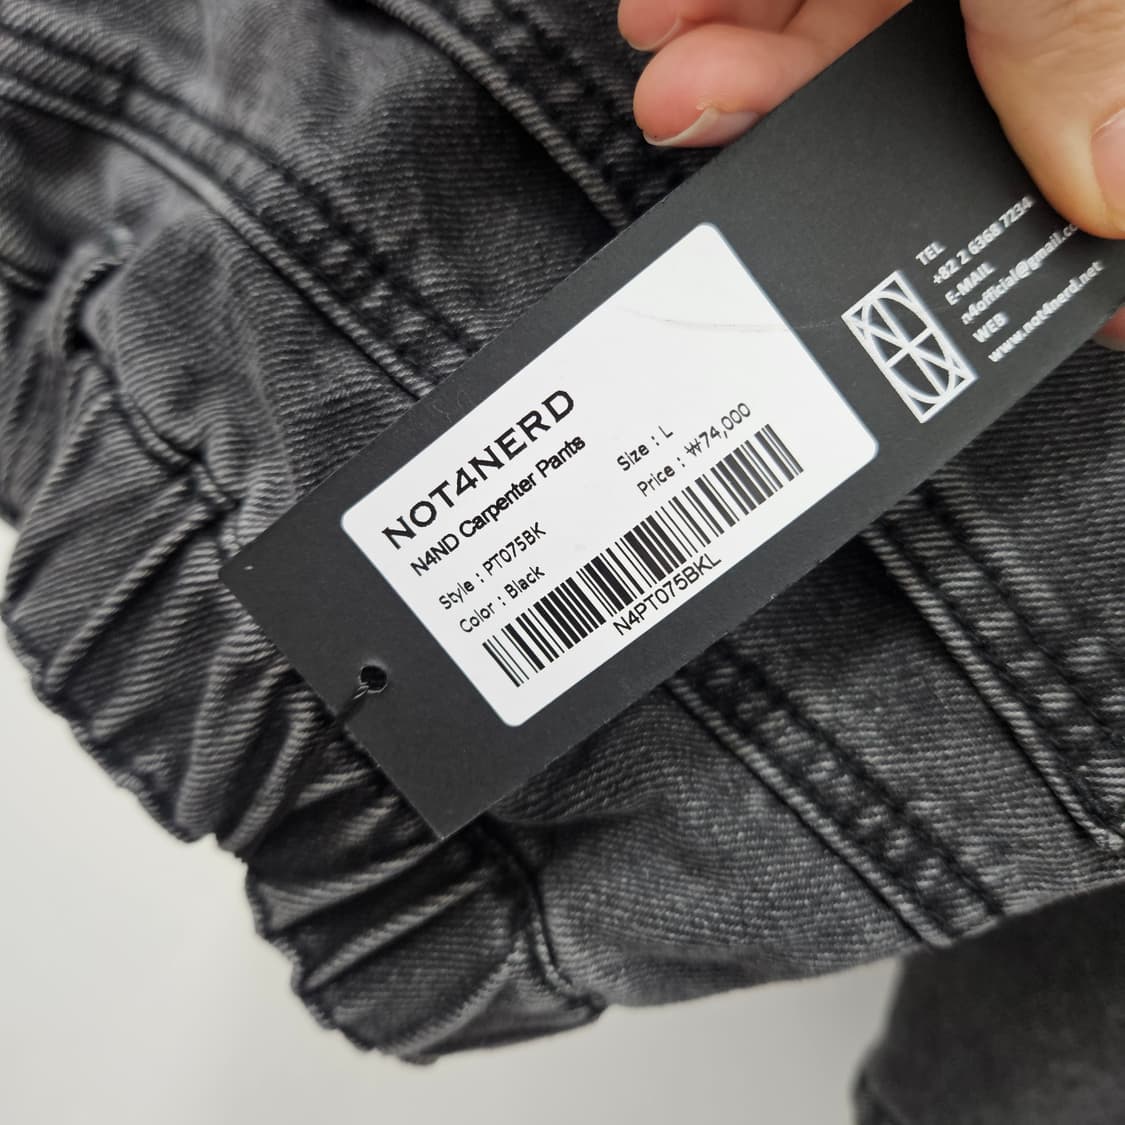 NOT4NERD
N4ND Carpenter Pants
Style : PT075BK
Size : L
Color : Black
Price : ₩74,000
N4PT075BKL
TEL
+82 2 6368 7234
E-MAIL
n4official@gmail.co
WEB
www.not4nerd.net